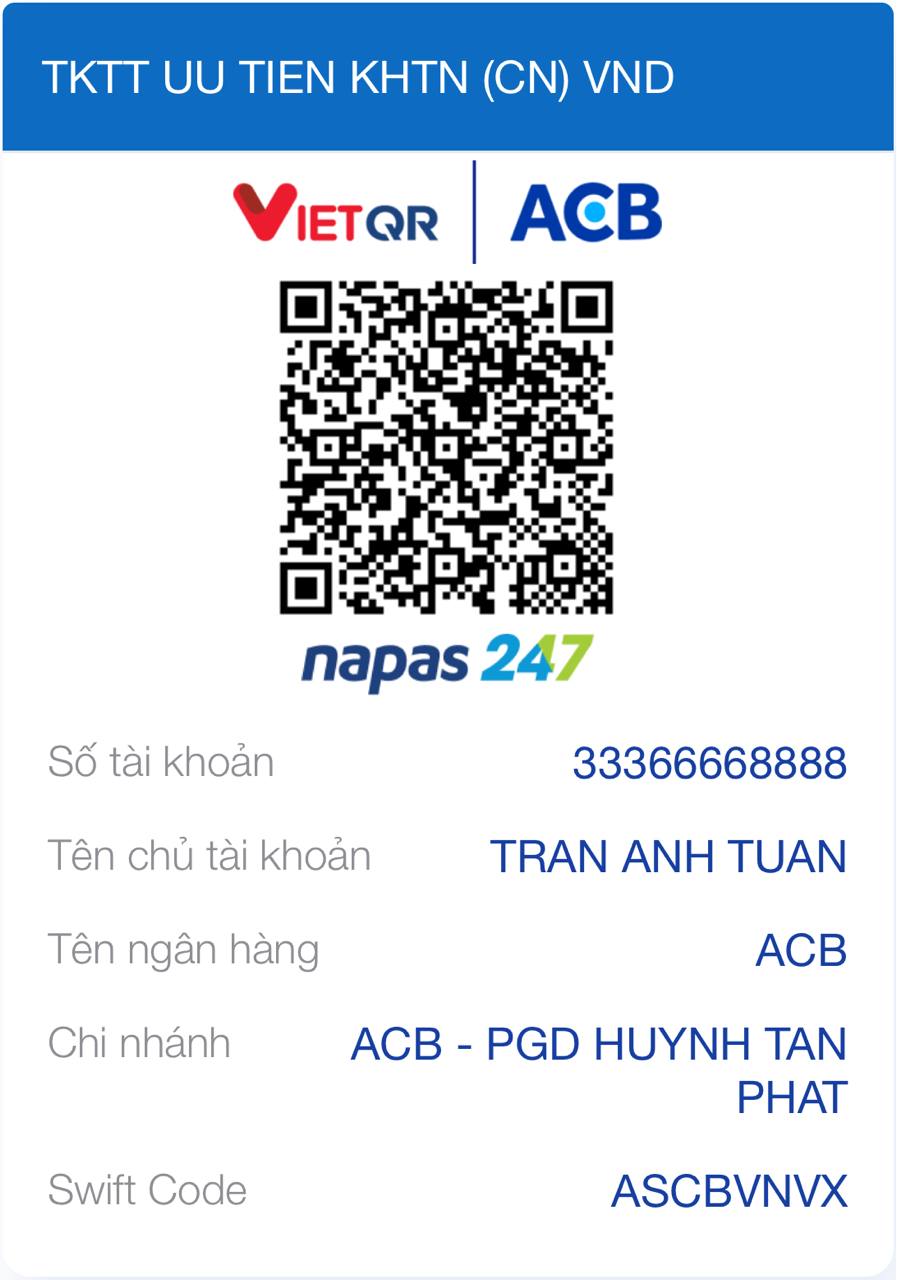 TKTT UU TIEN KHTN (CN) VND
VIETQR ACB
napas 247
Số tài khoản 33366668888
Tên chủ tài khoản TRAN ANH TUAN
Tên ngân hàng ACB
Chi nhánh ACB - PGD HUYNH TAN
PHAT
Swift Code ASCBVNVX